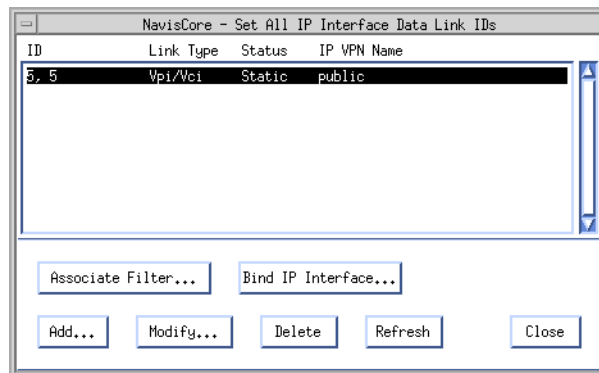 NavisCore - Set All IP Interface Data Link IDs
ID Link Type Status IP VPN Name
5, 5 Vpi/Vci Static public
Associate Filter... Bind IP Interface...
Add... Modify... Delete Refresh Close